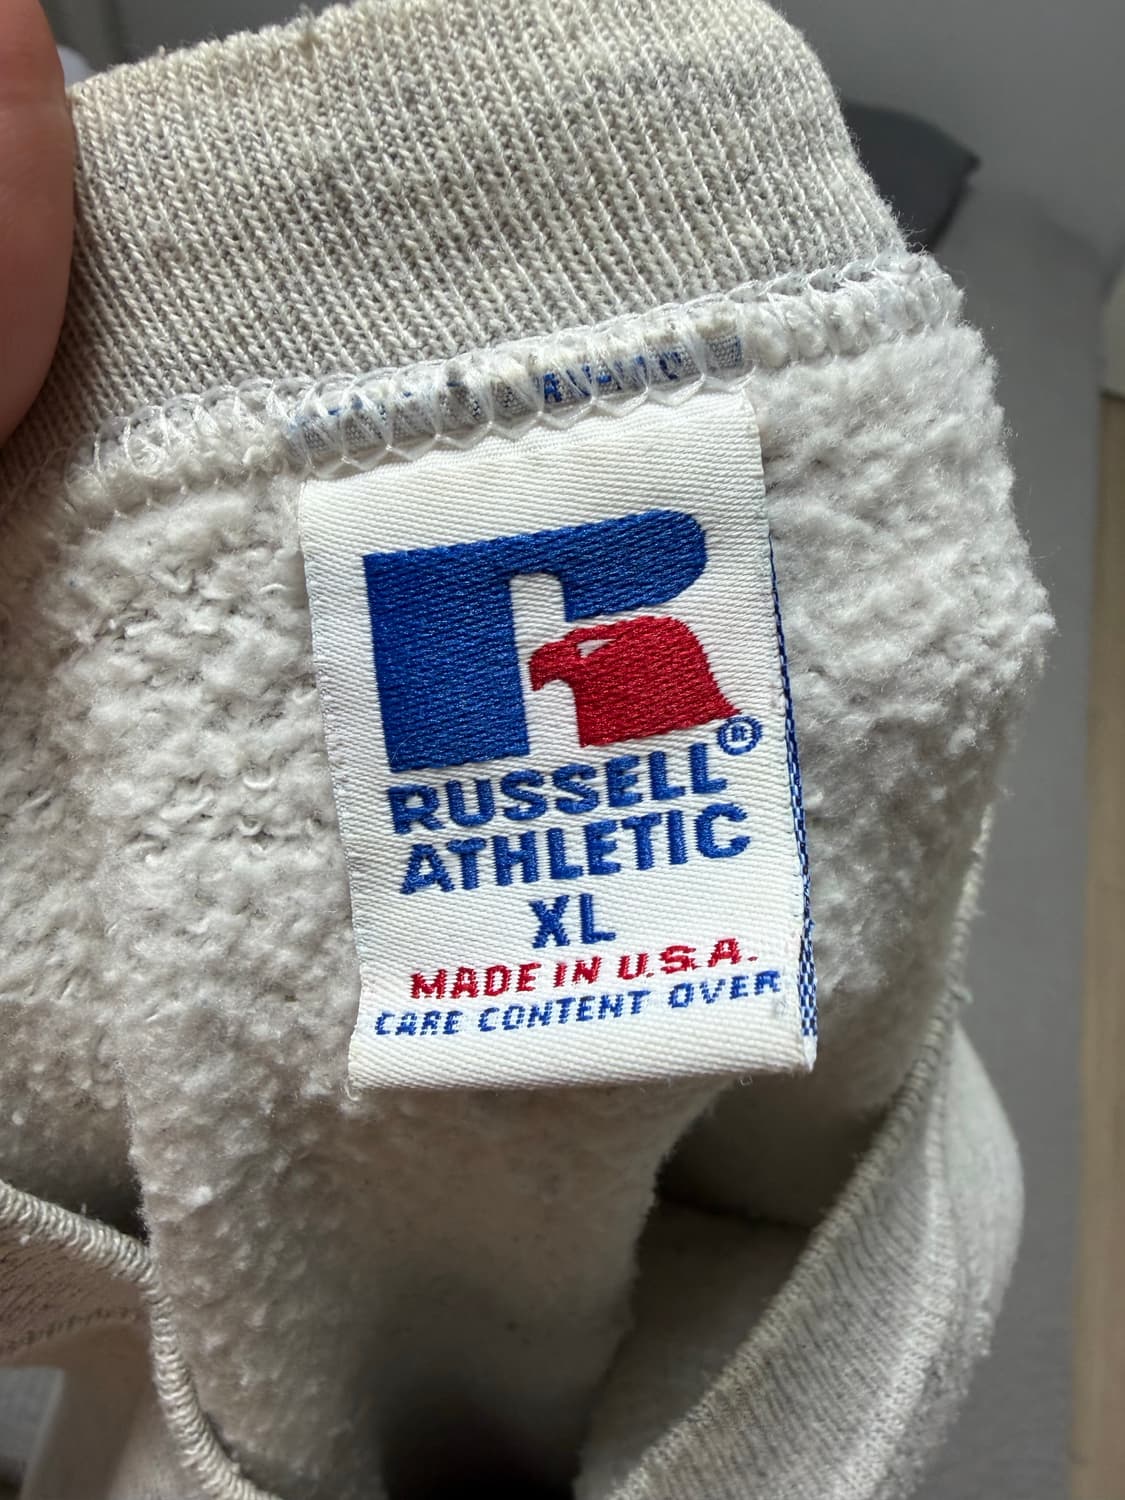 RUSSELL®
ATHLETIC
XL
MADE IN U.S.A.
CARE CONTENT OVER